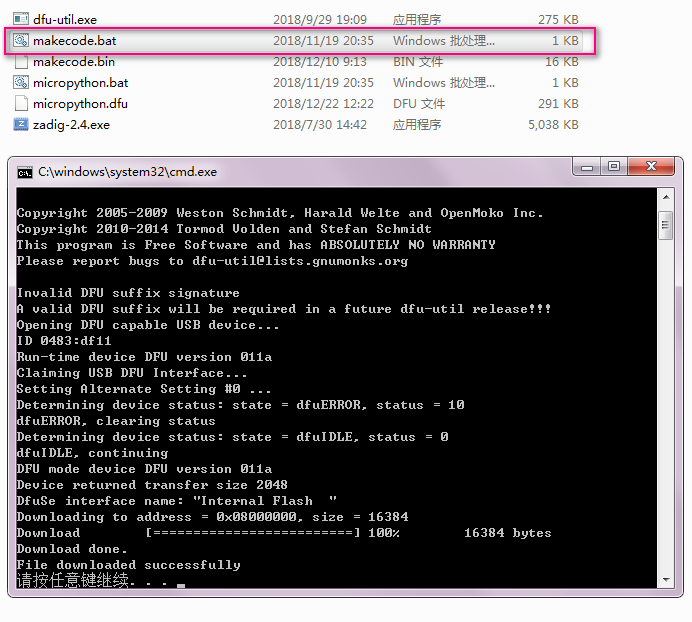 dfu-util.exe 2018/9/29 19:09 应用程序 275 KB
makecode.bat 2018/11/19 20:35 Windows 批处理... 1 KB
makecode.bin 2018/12/10 9:13 BIN 文件 16 KB
micropython.bat 2018/11/19 20:35 Windows 批处理... 1 KB
micropython.dfu 2018/12/22 12:22 DFU 文件 291 KB
zadig-2.4.exe 2018/7/30 14:42 应用程序 5,038 KB
C:\windows\system32\cmd.exe
Copyright 2005-2009 Weston Schmidt, Harald Welte and OpenMoko Inc.
Copyright 2010-2014 Tormod Volden and Stefan Schmidt
This program is Free Software and has ABSOLUTELY NO WARRANTY
Please report bugs to dfu-util@lists.gnumonks.org
Invalid DFU suffix signature
A valid DFU suffix will be required in a future dfu-util release!!!
Opening DFU capable USB device...
ID 0483:df11
Run-time device DFU version 011a
Claiming USB DFU Interface...
Setting Alternate Setting #0 ...
Determining device status: state = dfuERROR, status = 10
dfuERROR, clearing status
Determining device status: state = dfuIDLE, status = 0
dfuIDLE, continuing
DFU mode device DFU version 011a
Device returned transfer size 2048
DfuSe interface name: "Internal Flash  "
Downloading to address = 0x08000000, size = 16384
Download        [=========================] 100%        16384 bytes
Download done.
File downloaded successfully
请按任意键继续. . .